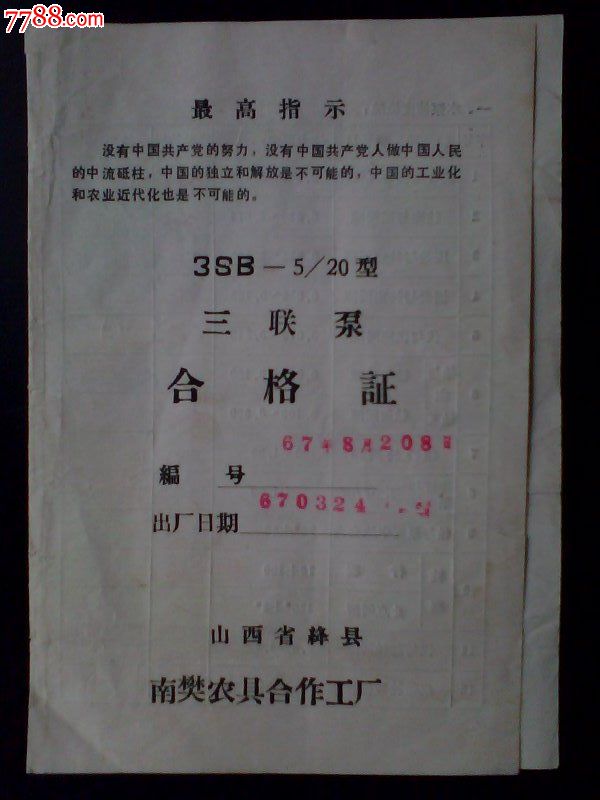 7788.com
最高指示
没有中国共产党的努力，没有中国共产党人做中国人民
的中流砥柱，中国的独立和解放是不可能的，中国的工业化
和农业近代化也是不可能的。
3SB－5/20型
三联泵
合格証
67年8月208
編号
670324
出厂日期
山西省絳县
南樊农具合作工厂